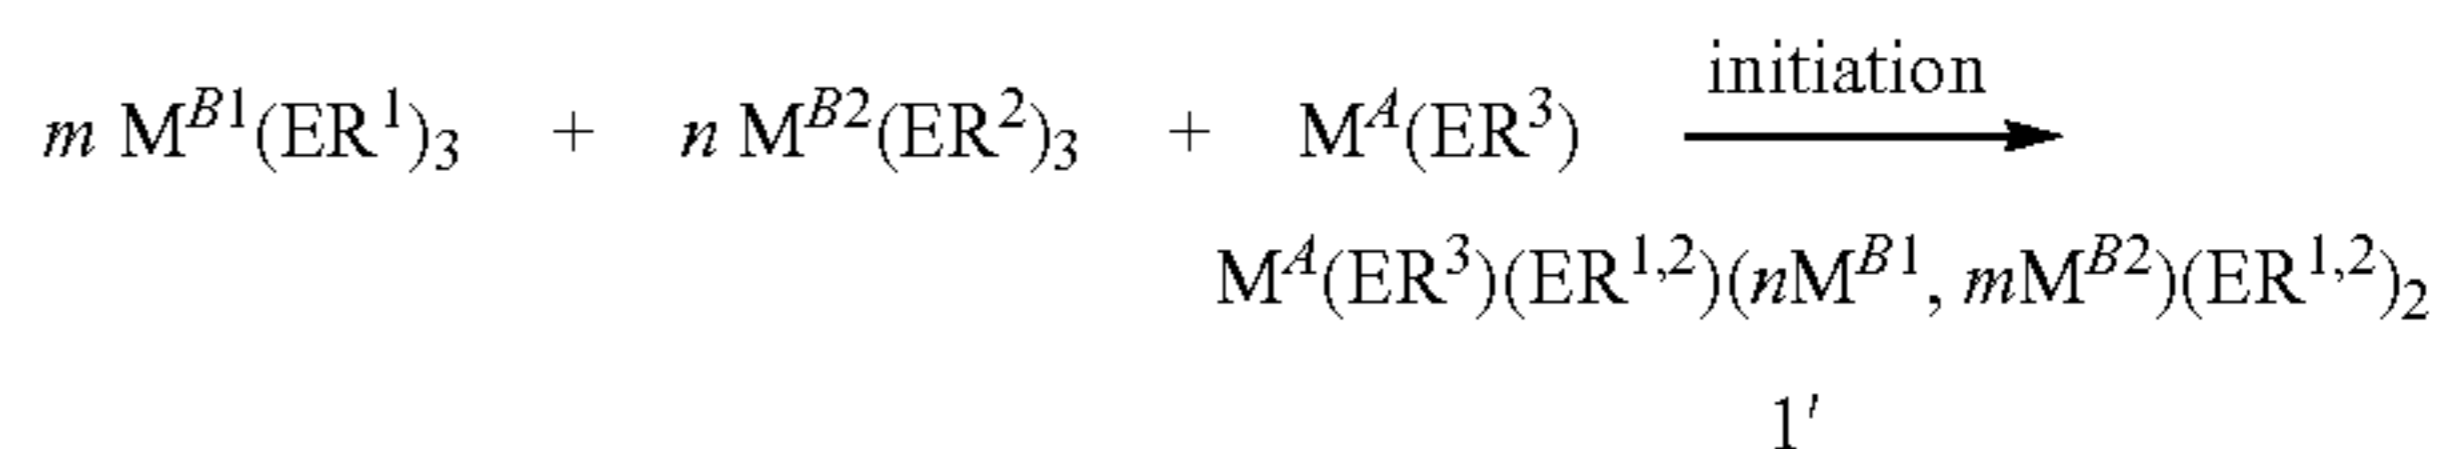 initiation
m M^{B1}(ER^1)_3 + n M^{B2}(ER^2)_3 + M^A(ER^3)
M^A(ER^3)(ER^{1,2})(nM^{B1}, mM^{B2})(ER^{1,2})_2
1′